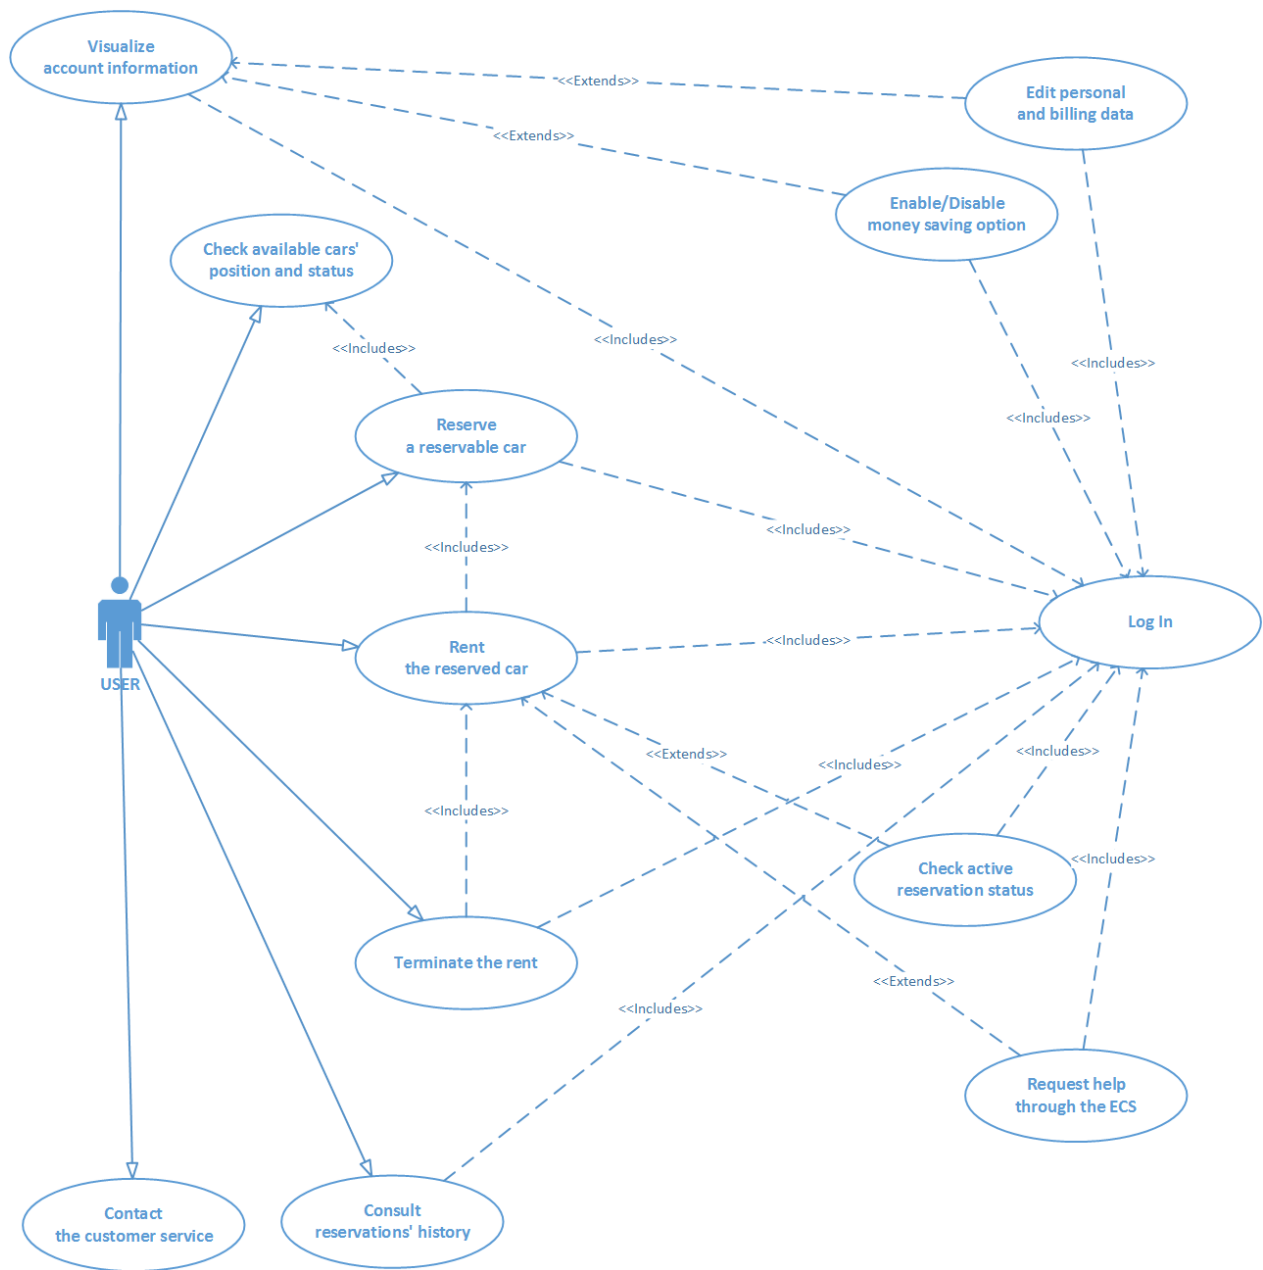 Visualize
account information
<<Extends>>
Edit personal
and billing data
<<Extends>>
Enable/Disable
money saving option
Check available cars'
position and status
<<Includes>>
<<Includes>>
<<Includes>>
<<Includes>>
Reserve
a reservable car
<<Includes>>
<<Includes>>
USER
Rent
the reserved car
<<Includes>>
Log In
<<Extends>>
<<Includes>>
<<Includes>>
<<Includes>>
Check active
reservation status
<<Includes>>
Terminate the rent
<<Extends>>
<<Includes>>
Request help
through the ECS
Contact
the customer service
Consult
reservations' history